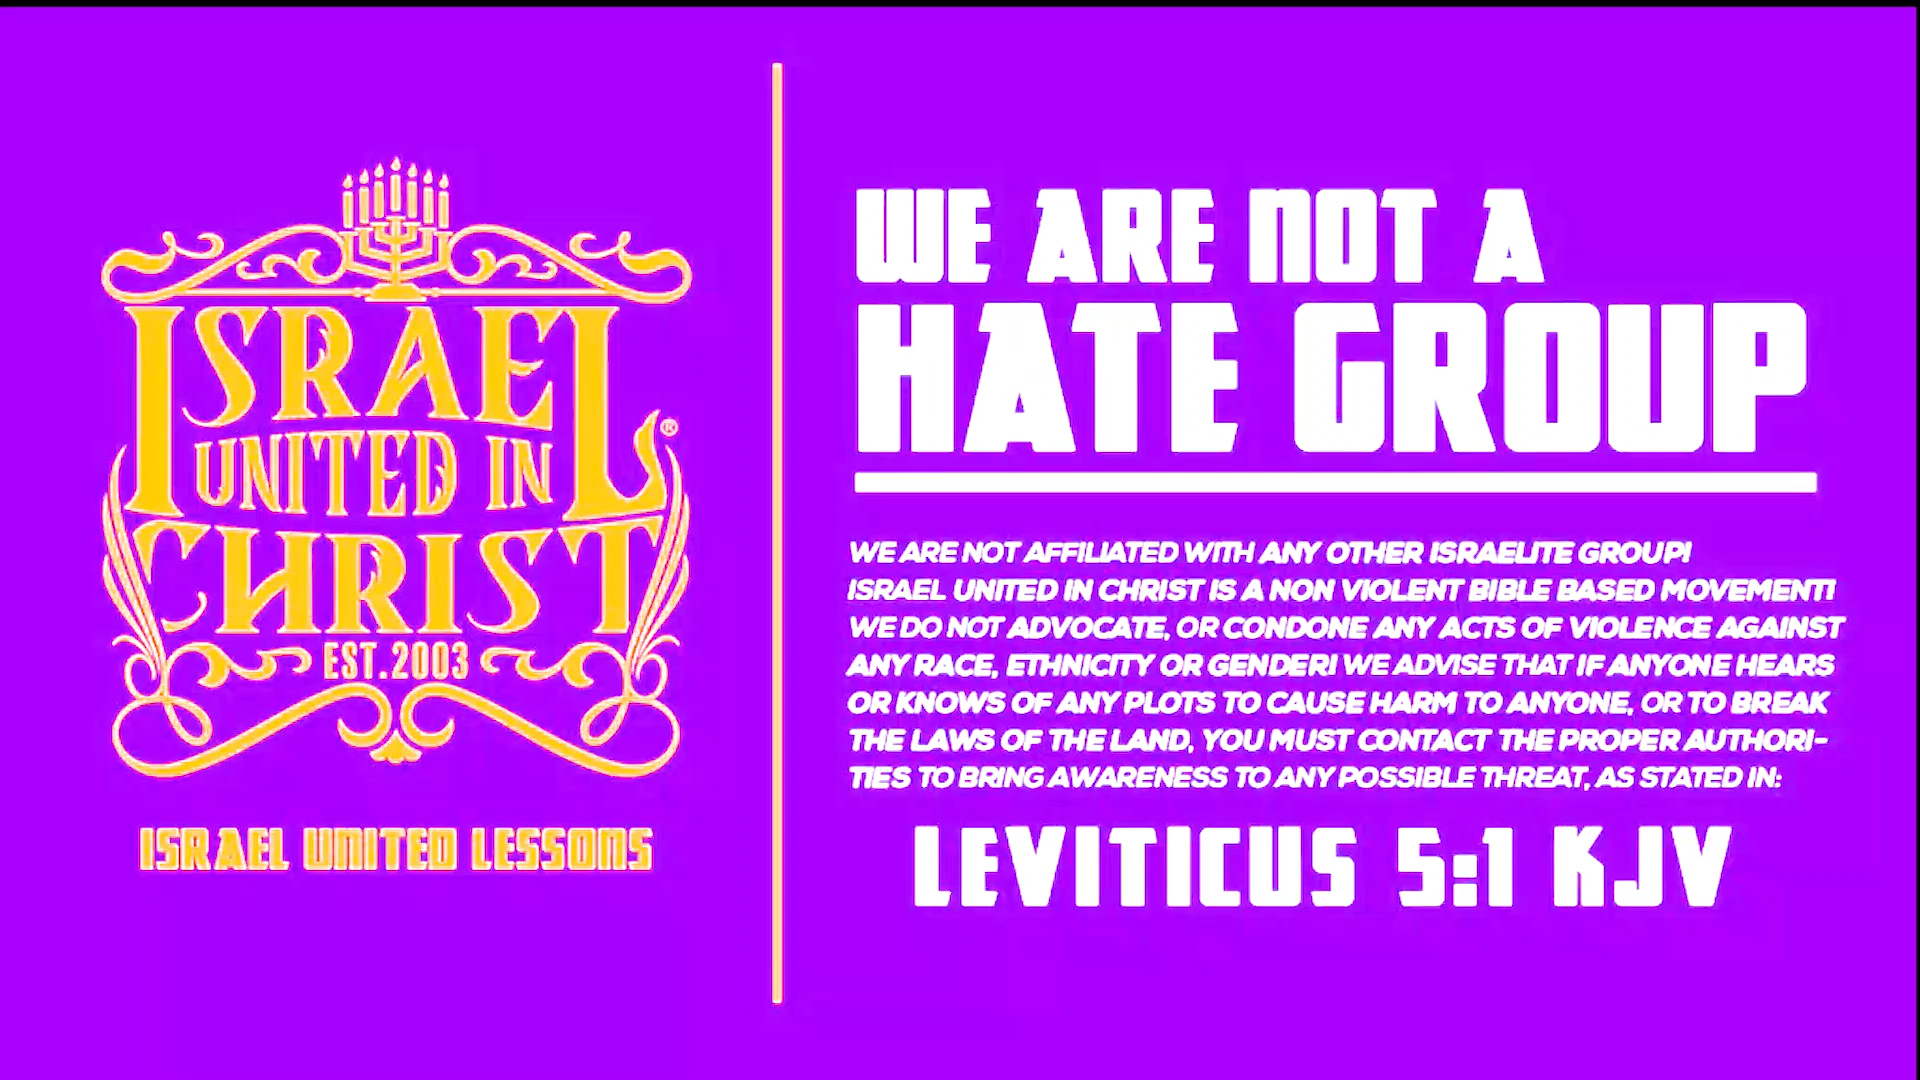 ISRAEL
UNITED IN
CHRIST®
EST.2003
ISRAEL UNITED LESSONS
WE ARE NOT A
HATE GROUP
WE ARE NOT AFFILIATED WITH ANY OTHER ISRAELITE GROUP!
ISRAEL UNITED IN CHRIST IS A NON VIOLENT BIBLE BASED MOVEMENT!
WE DO NOT ADVOCATE, OR CONDONE ANY ACTS OF VIOLENCE AGAINST
ANY RACE, ETHNICITY OR GENDER! WE ADVISE THAT IF ANYONE HEARS
OR KNOWS OF ANY PLOTS TO CAUSE HARM TO ANYONE, OR TO BREAK
THE LAWS OF THE LAND, YOU MUST CONTACT THE PROPER AUTHORI-
TIES TO BRING AWARENESS TO ANY POSSIBLE THREAT, AS STATED IN:
LEVITICUS 5:1 KJV